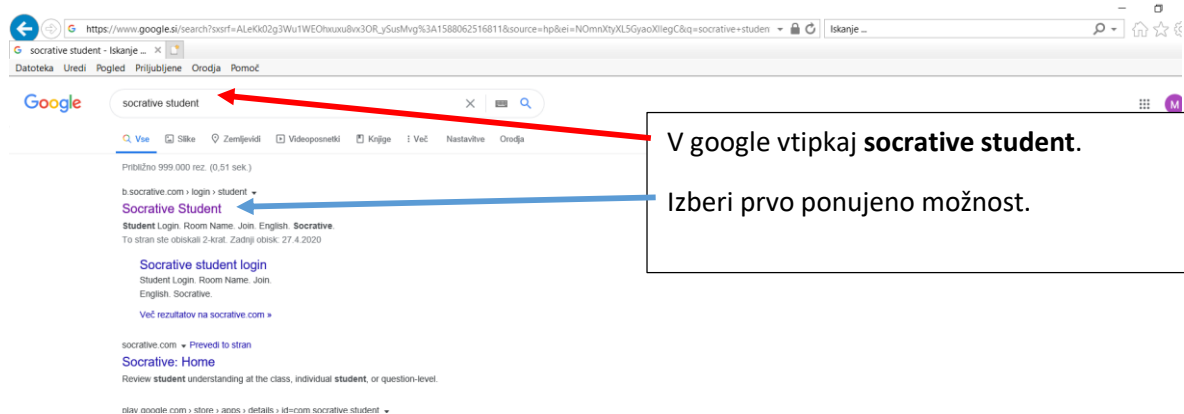 https://www.google.si/search?sxsrf=ALeKk02g3Wu1WEOhxuxu8vx3OR_ySusMvg%3A1588062516811&source=hp&ei=NOmnXtyXL5GyaoXIlegC&q=socrative+studen
Iskanje ...
socrative student - Iskanje ...
Datoteka Uredi Pogled Priljubljene Orodja Pomoč
Google
socrative student
M
Vse Slike Zemljevidi Videoposnetki Knjige Več Nastavitve Orodja
Približno 999.000 rez. (0,51 sek.)
b.socrative.com › login › student
Socrative Student
Student Login. Room Name. Join. English. Socrative.
To stran ste obiskali 2-krat. Zadnji obisk: 27.4.2020
Socrative student login
Student Login. Room Name. Join.
English. Socrative.
Več rezultatov na socrative.com »
socrative.com Prevedi to stran
Socrative: Home
Review student understanding at the class, individual student, or question-level.
play.google.com › store › apps › details › id=com.socrative.student
V google vtipkaj socrative student.
Izberi prvo ponujeno možnost.